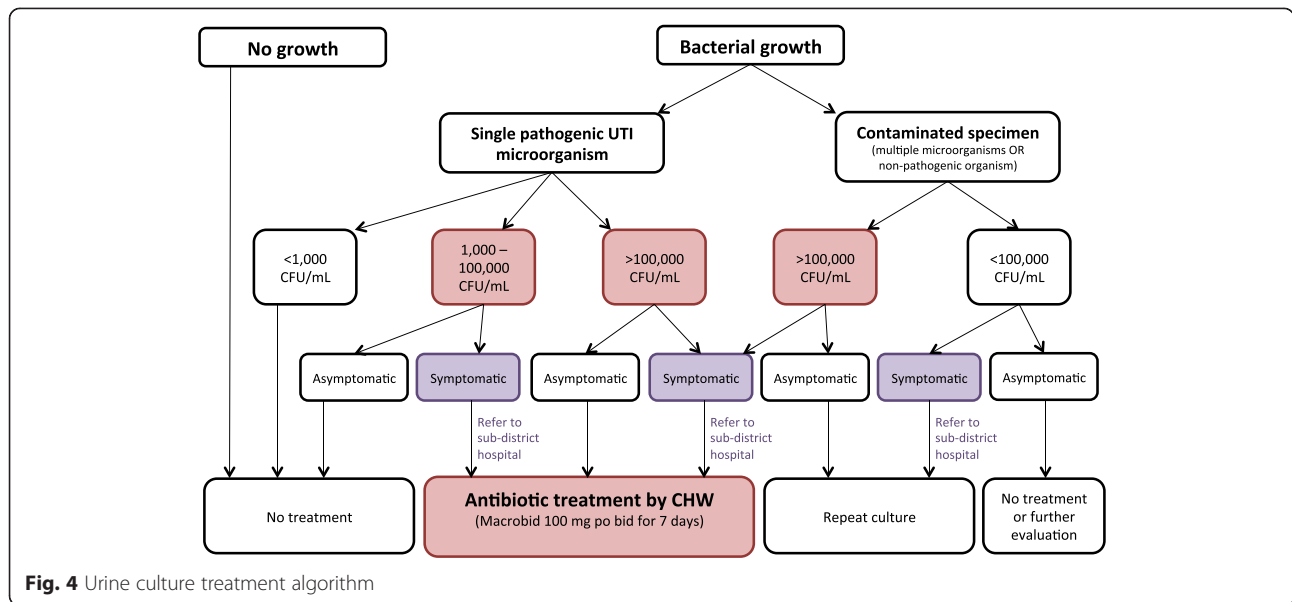 No growth
Bacterial growth
Single pathogenic UTI
microorganism
Contaminated specimen
(multiple microorganisms OR
non-pathogenic organism)
<1,000
CFU/mL
1,000 –
100,000
CFU/mL
>100,000
CFU/mL
>100,000
CFU/mL
<100,000
CFU/mL
Asymptomatic
Symptomatic
Asymptomatic
Symptomatic
Asymptomatic
Symptomatic
Asymptomatic
Refer to
sub-district
hospital
Refer to
sub-district
hospital
Refer to
sub-district
hospital
No treatment
Antibiotic treatment by CHW
(Macrobid 100 mg po bid for 7 days)
Repeat culture
No treatment
or further
evaluation
Fig. 4 Urine culture treatment algorithm